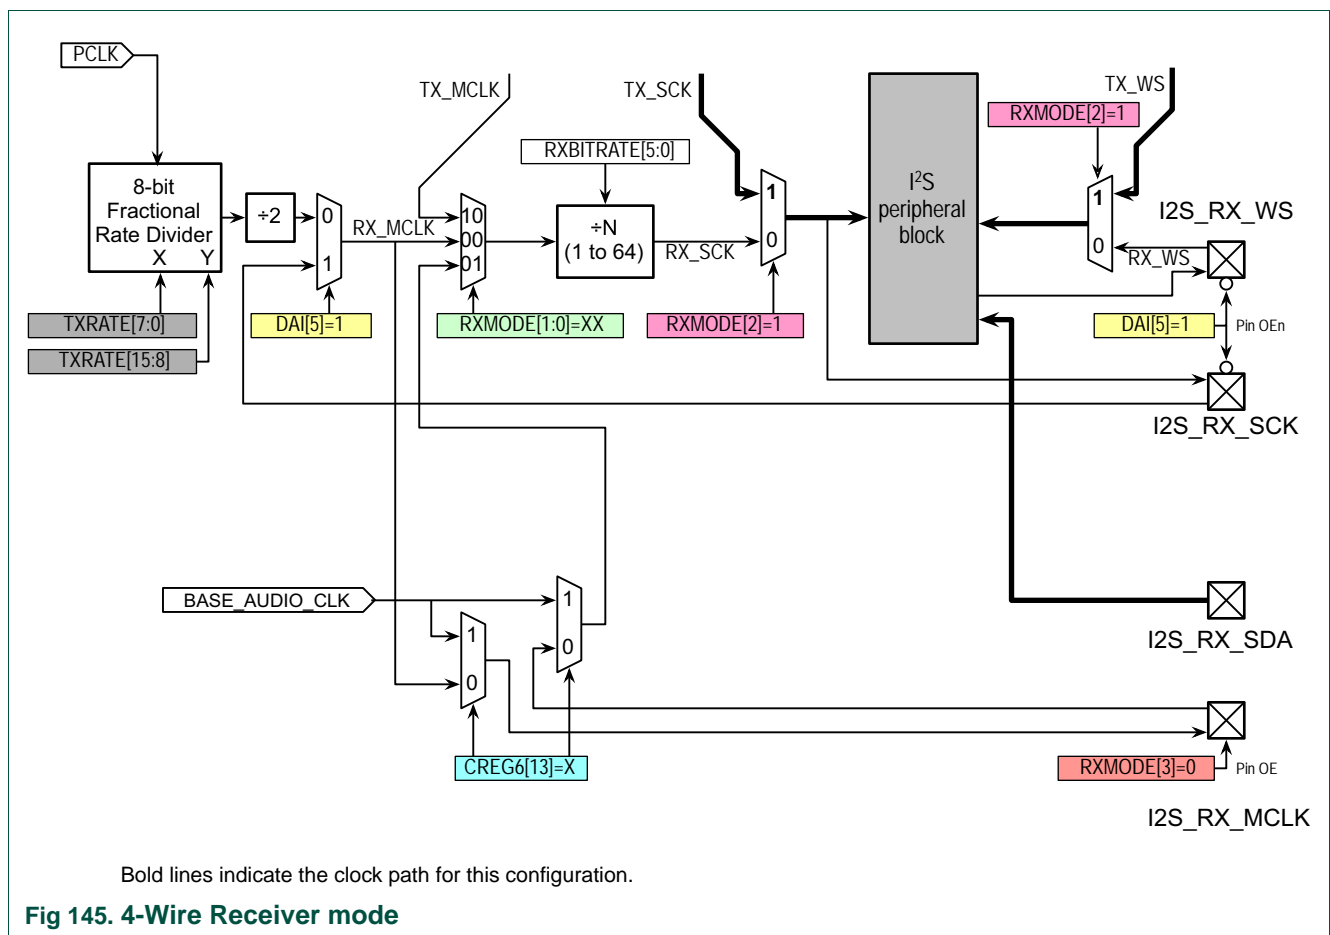 PCLK
TX_MCLK
TX_SCK
TX_WS
RXMODE[2]=1
RXBITRATE[5:0]
8-bit
Fractional
Rate Divider
X Y
÷2
0
1
RX_MCLK
10
00
01
÷N
(1 to 64)
RX_SCK
1
0
I²S
peripheral
block
1
0
RX_WS
I2S_RX_WS
TXRATE[7:0]
TXRATE[15:8]
DAI[5]=1
RXMODE[1:0]=XX
RXMODE[2]=1
DAI[5]=1
Pin OEn
I2S_RX_SCK
BASE_AUDIO_CLK
1
0
1
0
I2S_RX_SDA
CREG6[13]=X
RXMODE[3]=0
Pin OE
I2S_RX_MCLK
Bold lines indicate the clock path for this configuration.
Fig 145. 4-Wire Receiver mode